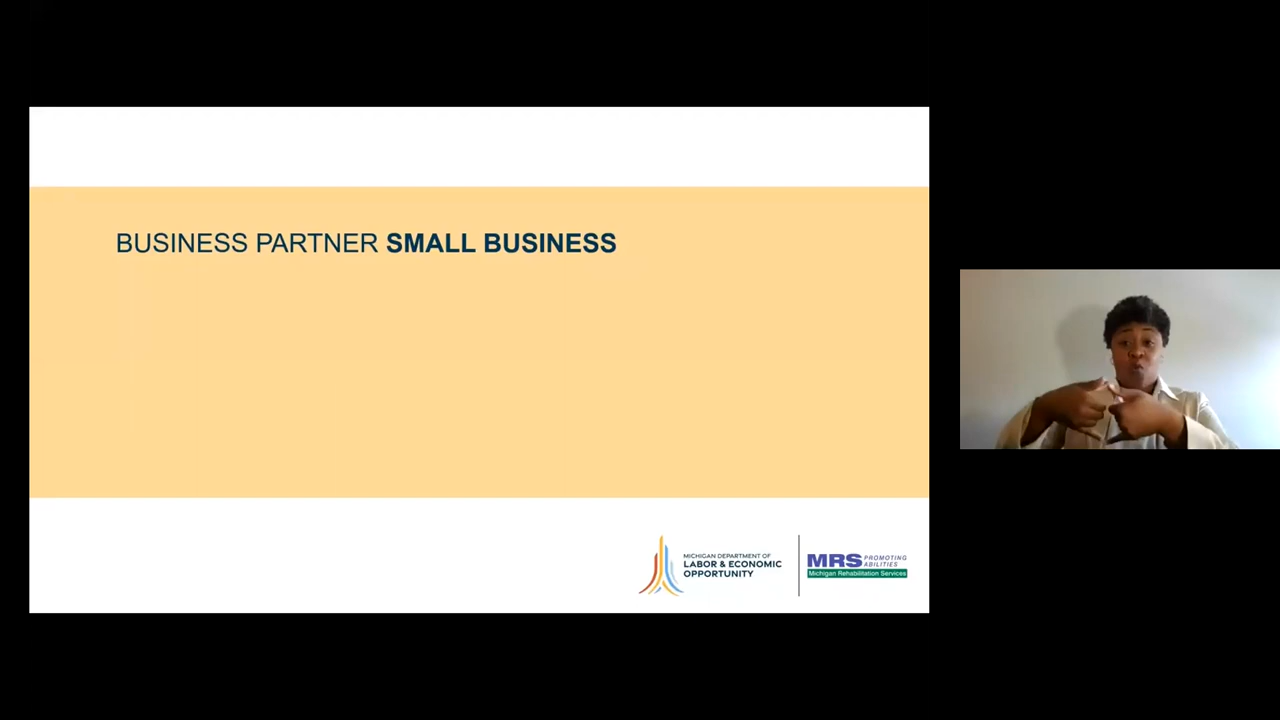 BUSINESS PARTNER SMALL BUSINESS
MICHIGAN DEPARTMENT OF
LABOR & ECONOMIC
OPPORTUNITY
MRS PROMOTING
ABILITIES
Michigan Rehabilitation Services